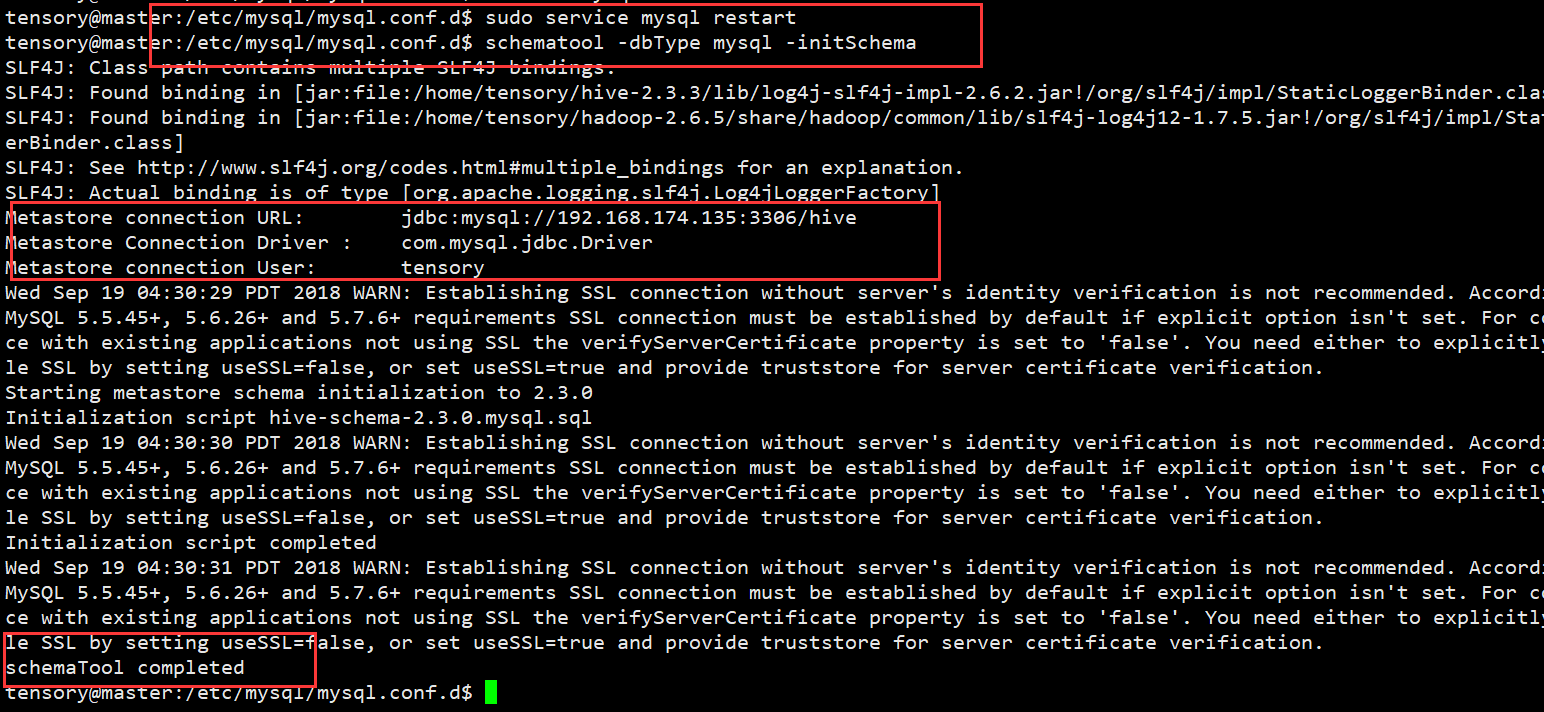 tensory@master:/etc/mysql/mysql.conf.d$ sudo service mysql restart
tensory@master:/etc/mysql/mysql.conf.d$ schematool -dbType mysql -initSchema
SLF4J: Class path contains multiple SLF4J bindings.
SLF4J: Found binding in [jar:file:/home/tensory/hive-2.3.3/lib/log4j-slf4j-impl-2.6.2.jar!/org/slf4j/impl/StaticLoggerBinder.clas
SLF4J: Found binding in [jar:file:/home/tensory/hadoop-2.6.5/share/hadoop/common/lib/slf4j-log4j12-1.7.5.jar!/org/slf4j/impl/Stat
erBinder.class]
SLF4J: See http://www.slf4j.org/codes.html#multiple_bindings for an explanation.
SLF4J: Actual binding is of type [org.apache.logging.slf4j.Log4jLoggerFactory]
Metastore connection URL: jdbc:mysql://192.168.174.135:3306/hive
Metastore Connection Driver : com.mysql.jdbc.Driver
Metastore connection User: tensory
Wed Sep 19 04:30:29 PDT 2018 WARN: Establishing SSL connection without server's identity verification is not recommended. Accordi
MySQL 5.5.45+, 5.6.26+ and 5.7.6+ requirements SSL connection must be established by default if explicit option isn't set. For co
ce with existing applications not using SSL the verifyServerCertificate property is set to 'false'. You need either to explicitly
le SSL by setting useSSL=false, or set useSSL=true and provide truststore for server certificate verification.
Starting metastore schema initialization to 2.3.0
Initialization script hive-schema-2.3.0.mysql.sql
Wed Sep 19 04:30:30 PDT 2018 WARN: Establishing SSL connection without server's identity verification is not recommended. Accordi
MySQL 5.5.45+, 5.6.26+ and 5.7.6+ requirements SSL connection must be established by default if explicit option isn't set. For co
ce with existing applications not using SSL the verifyServerCertificate property is set to 'false'. You need either to explicitly
le SSL by setting useSSL=false, or set useSSL=true and provide truststore for server certificate verification.
Initialization script completed
Wed Sep 19 04:30:31 PDT 2018 WARN: Establishing SSL connection without server's identity verification is not recommended. Accordi
MySQL 5.5.45+, 5.6.26+ and 5.7.6+ requirements SSL connection must be established by default if explicit option isn't set. For co
ce with existing applications not using SSL the verifyServerCertificate property is set to 'false'. You need either to explicitly
le SSL by setting useSSL=false, or set useSSL=true and provide truststore for server certificate verification.
schemaTool completed
tensory@master:/etc/mysql/mysql.conf.d$